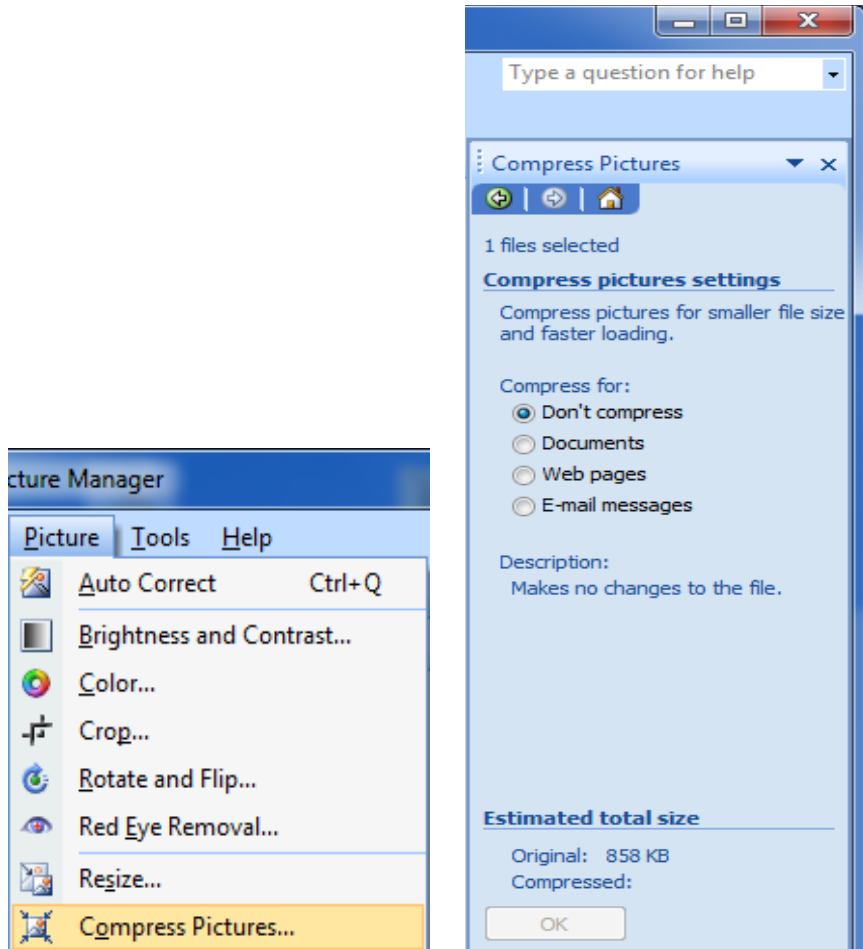 cture Manager
Picture Tools Help
Auto Correct Ctrl+Q
Brightness and Contrast...
Color...
Crop...
Rotate and Flip...
Red Eye Removal...
Resize...
Compress Pictures...
Type a question for help
Compress Pictures
1 files selected
Compress pictures settings
Compress pictures for smaller file size
and faster loading.
Compress for:
Don't compress
Documents
Web pages
E-mail messages
Description:
Makes no changes to the file.
Estimated total size
Original: 858 KB
Compressed:
OK